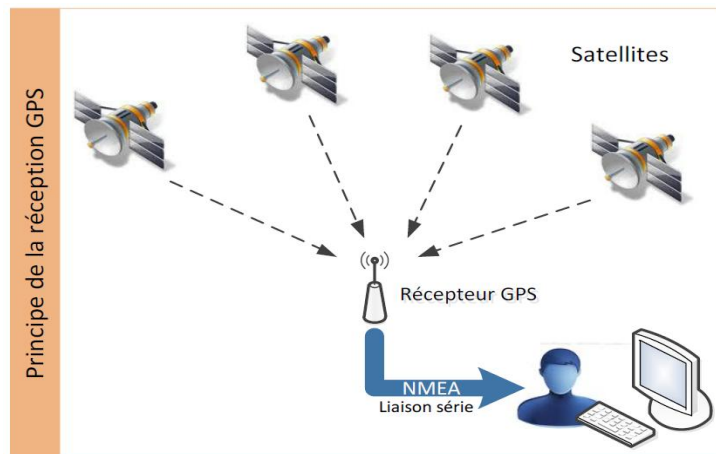 Principe de la réception GPS
Satellites
Récepteur GPS
NMEA
Liaison série